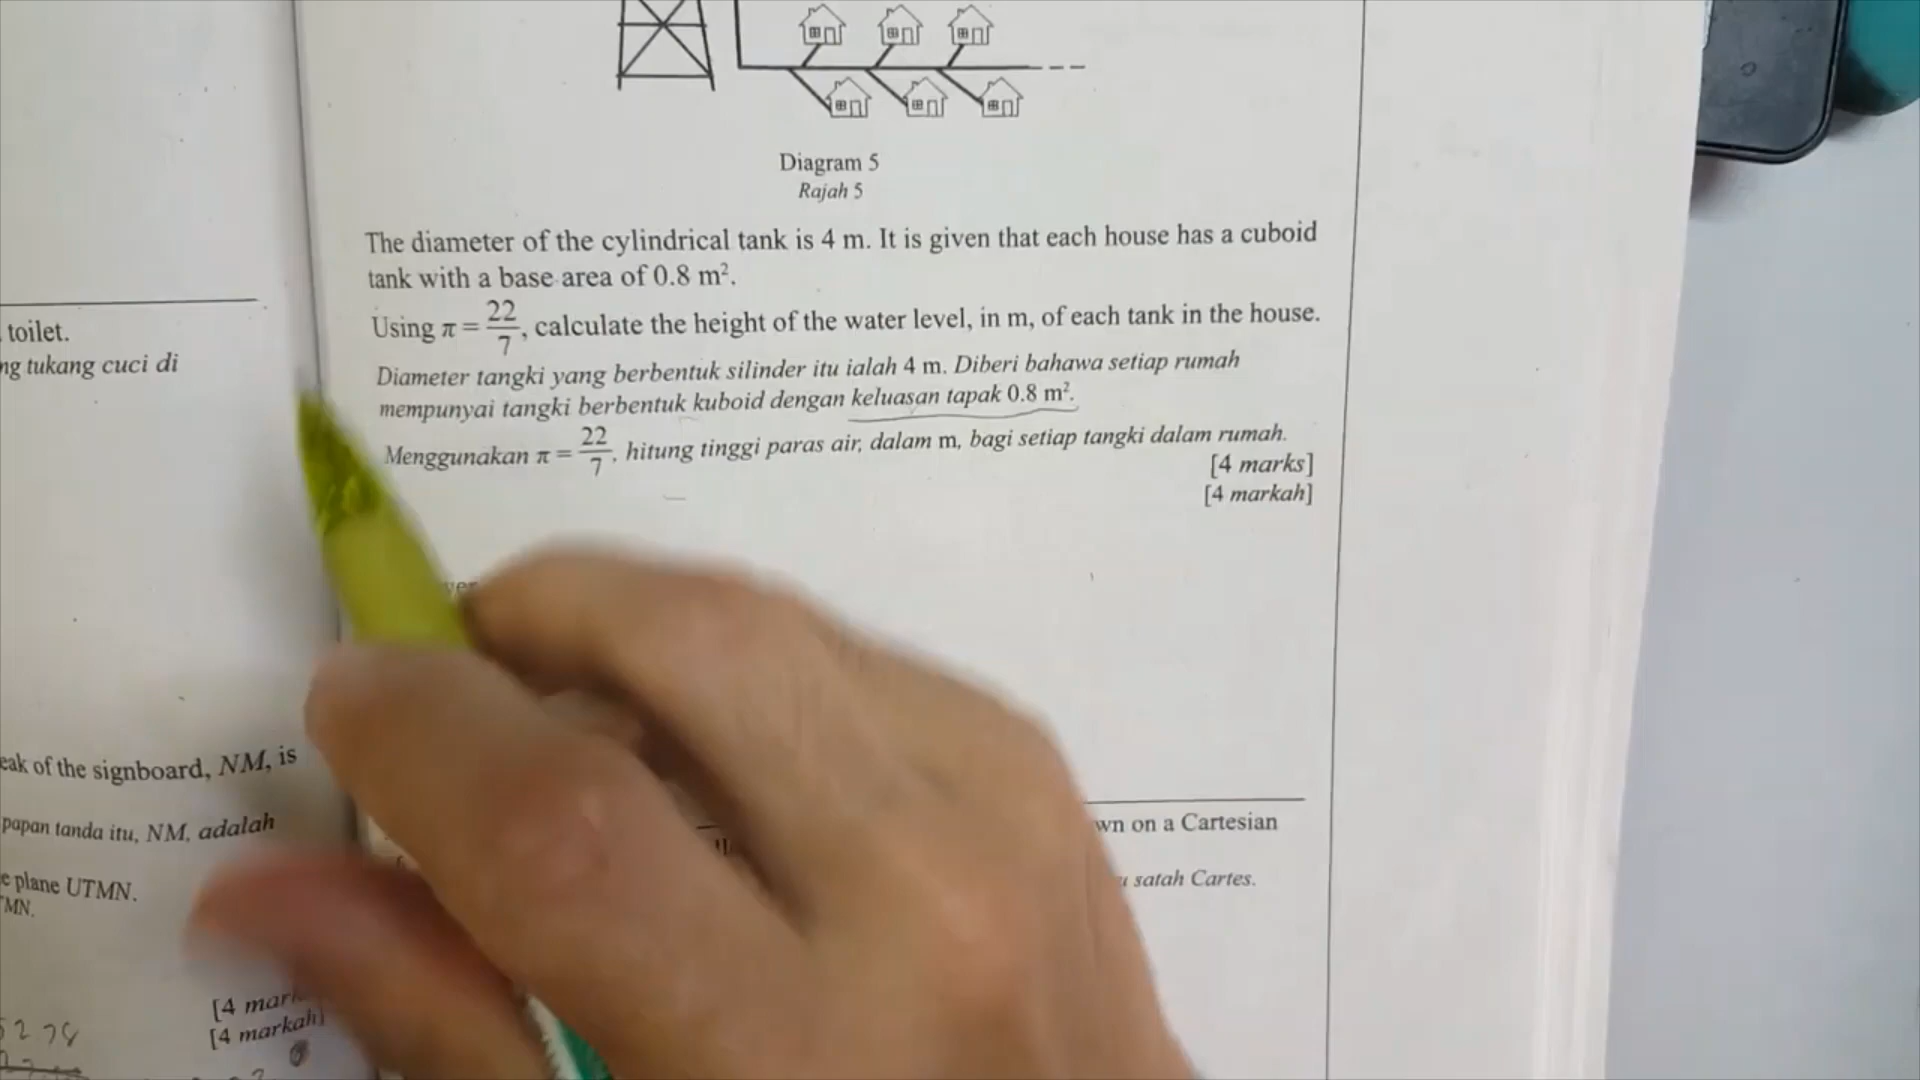 Diagram 5
Rajah 5
The diameter of the cylindrical tank is 4 m. It is given that each house has a cuboid
tank with a base area of 0.8 m².
Using π = 22/7, calculate the height of the water level, in m, of each tank in the house.
Diameter tangki yang berbentuk silinder itu ialah 4 m. Diberi bahawa setiap rumah
mempunyai tangki berbentuk kuboid dengan keluasan tapak 0.8 m².
Menggunakan π = 22/7, hitung tinggi paras air, dalam m, bagi setiap tangki dalam rumah.
[4 marks]
[4 markah]
toilet.
tukang cuci di
of the signboard, NM, is
papan tanda itu, NM, adalah
plane UTMN.
[4
[4 markah]
on a Cartesian
satah Cartes.